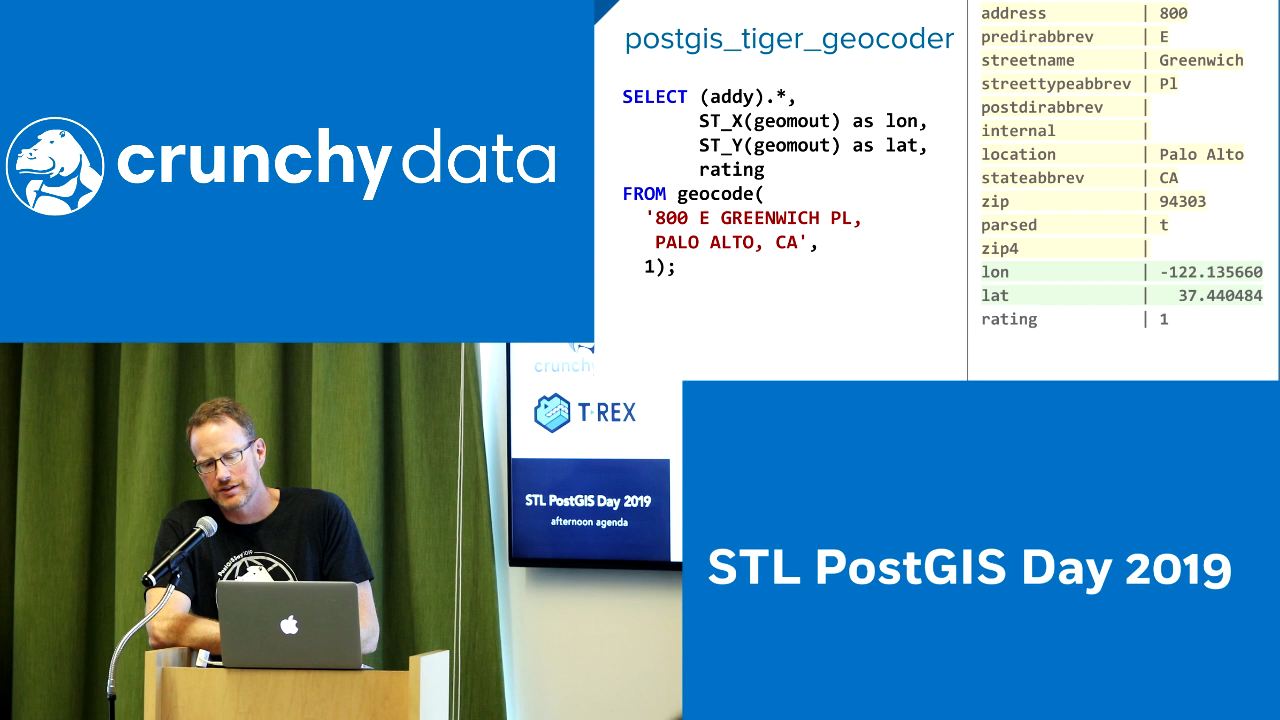 crunchydata
postgis_tiger_geocoder
SELECT (addy).*,
ST_X(geomout) as lon,
ST_Y(geomout) as lat,
rating
FROM geocode(
'800 E GREENWICH PL,
PALO ALTO, CA',
1);
address | 800
predirabbrev | E
streetname | Greenwich
streettypeabbrev | Pl
postdirabbrev |
internal |
location | Palo Alto
stateabbrev | CA
zip | 94303
parsed | t
zip4 |
lon | -122.135660
lat | 37.440484
rating | 1
crunchy
T-REX
STL PostGIS Day 2019
afternoon agenda
STL PostGIS Day 2019